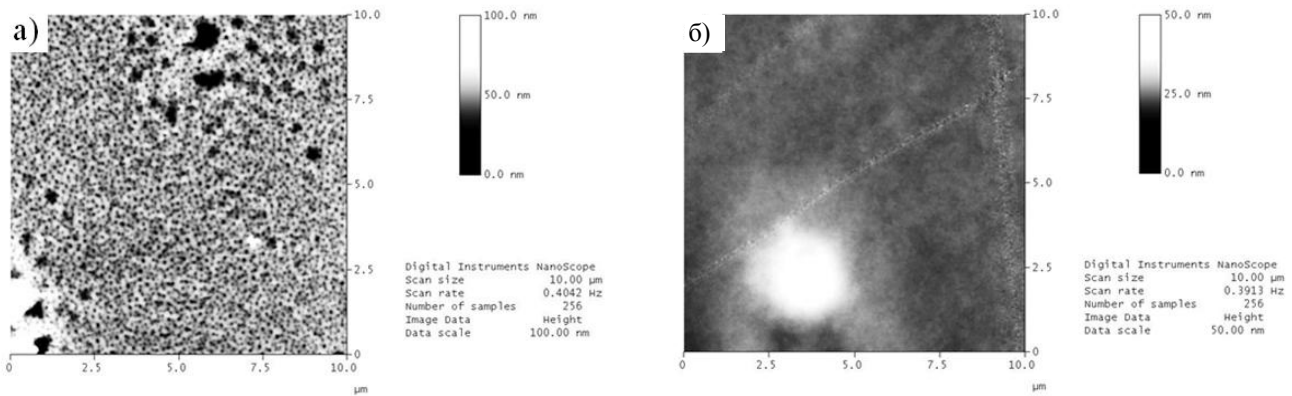 а)
100.00 nm
50.00 nm
0.0 nm
10.0
7.5
5.0
2.5
0
0
2.5
5.0
7.5
10.0
µm
Digital Instruments NanoScope
Scan size 10.00 µm
Scan rate 0.4042 Hz
Number of samples 256
Image Data Height
Data scale 100.00 nm
б)
50.0 nm
25.0 nm
0.0 nm
10.0
7.5
5.0
2.5
0
0
2.5
5.0
7.5
10.0
µm
Digital Instruments NanoScope
Scan size 10.00 µm
Scan rate 0.3913 Hz
Number of samples 256
Image Data Height
Data scale 50.00 nm